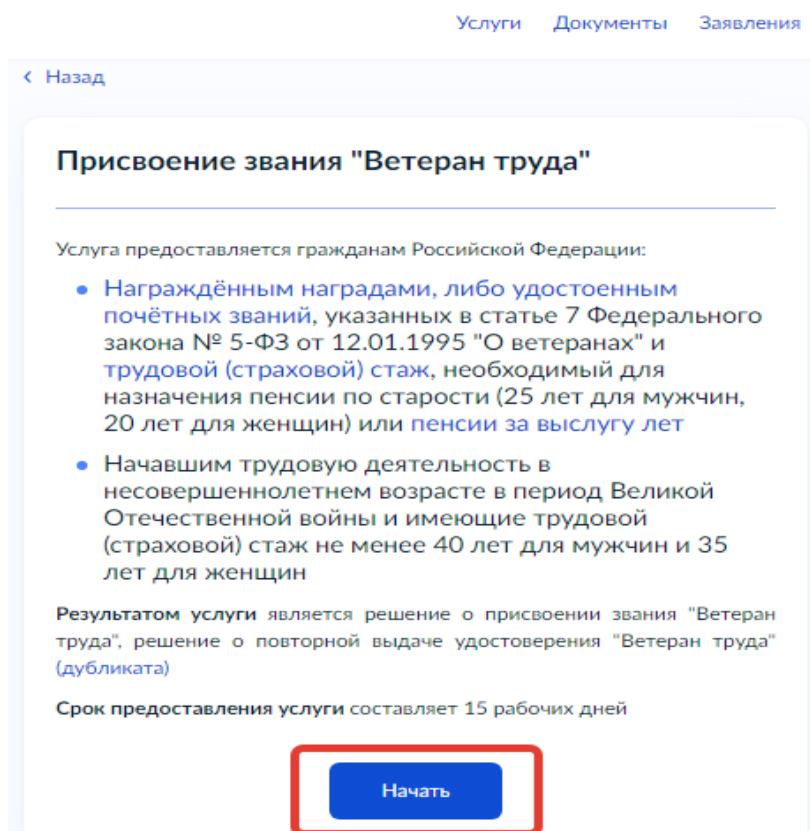 Услуги Документы Заявления
‹ Назад
Присвоение звания "Ветеран труда"
Услуга предоставляется гражданам Российской Федерации:
• Награждённым наградами, либо удостоенным
почётных званий, указанных в статье 7 Федерального
закона № 5-ФЗ от 12.01.1995 "О ветеранах" и
трудовой (страховой) стаж, необходимый для
назначения пенсии по старости (25 лет для мужчин,
20 лет для женщин) или пенсии за выслугу лет
• Начавшим трудовую деятельность в
несовершеннолетнем возрасте в период Великой
Отечественной войны и имеющие трудовой
(страховой) стаж не менее 40 лет для мужчин и 35
лет для женщин
Результатом услуги является решение о присвоении звания "Ветеран
труда", решение о повторной выдаче удостоверения "Ветеран труда"
(дубликата)
Срок предоставления услуги составляет 15 рабочих дней
Начать